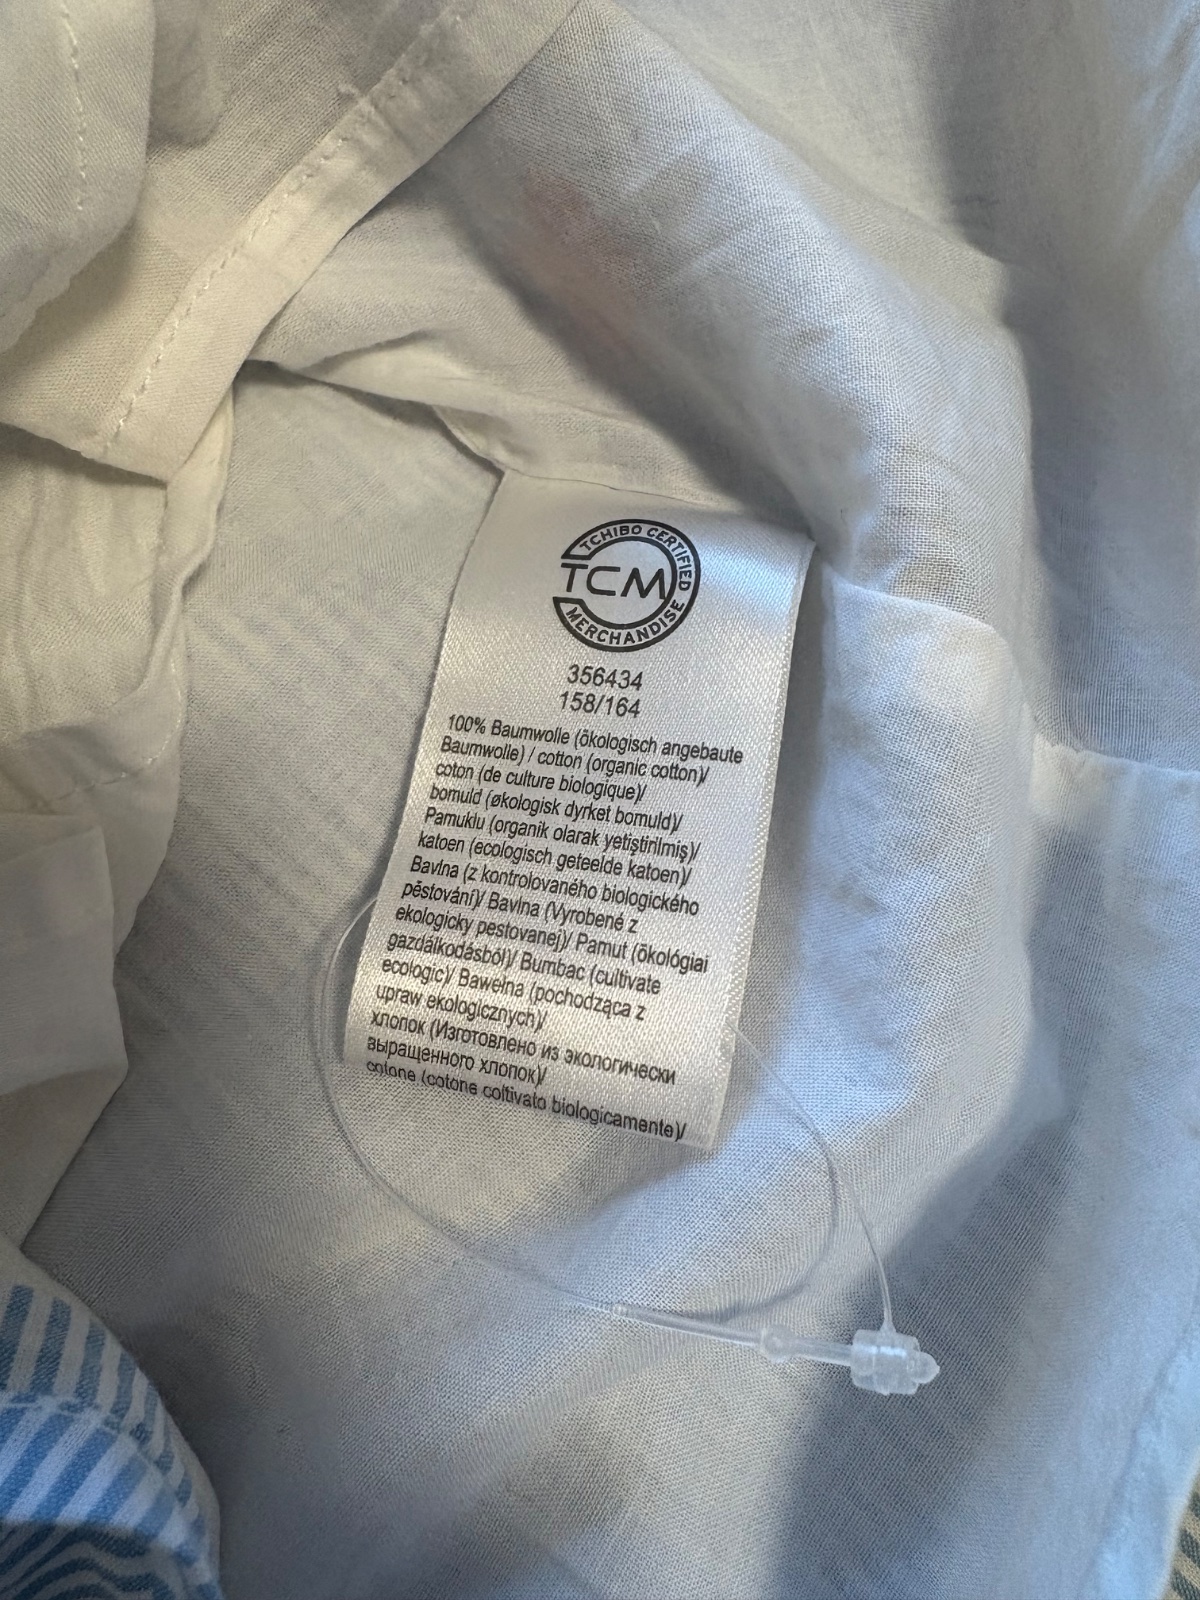 TCHIBO CERTIFIED
TCM
MERCHANDISE
356434
158/164
100% Baumwolle (ökologisch angebaute
Baumwolle) / cotton (organic cotton)/
coton (de culture biologique)/
bomuld (økologisk dyrket bomuld)/
Pamuklu (organik olarak yetiştirilmiş)/
katoen (ecologisch geteelde katoen)/
Bavlna (z kontrolovaného biologického
pěstování)/ Bavlna (Vyrobené z
ekologicky pestovanej)/ Pamut (ökológiai
gazdálkodásból)/ Bumbac (cultivate
ecologic)/ Bawełna (pochodząca z
upraw ekologicznych)/
хлопок (Изготовлено из экологически
выращенного хлопок)/
cotone (cotone coltivato biologicamente)/